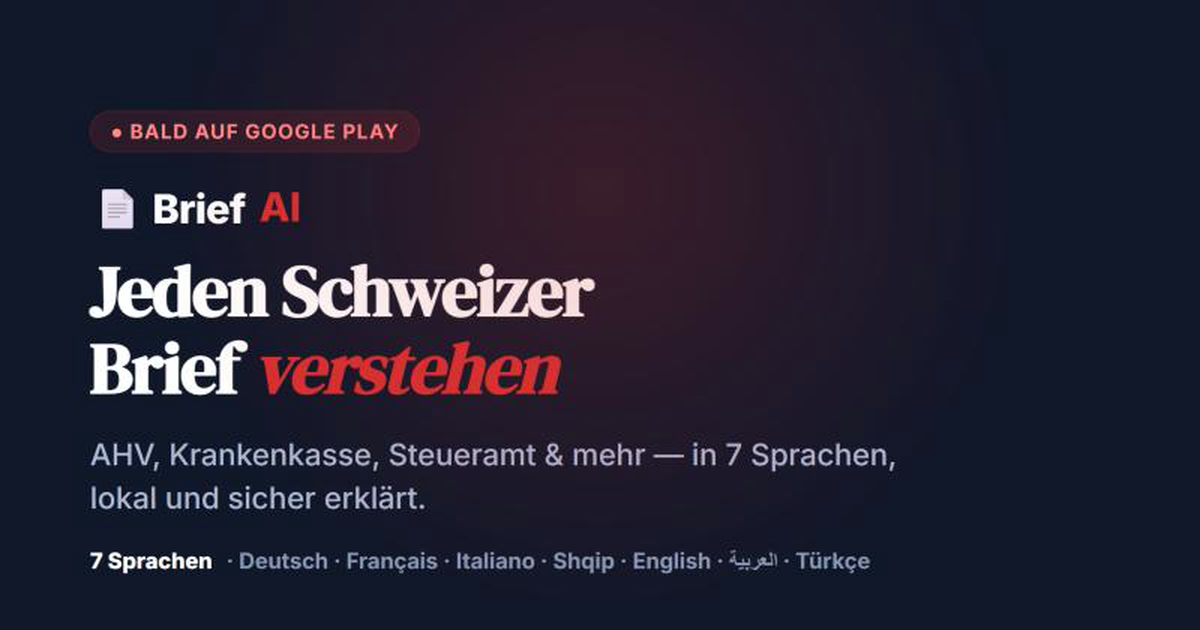 • BALD AUF GOOGLE PLAY
Brief AI
Jeden Schweizer
Brief verstehen
AHV, Krankenkasse, Steueramt & mehr — in 7 Sprachen,
lokal und sicher erklärt.
7 Sprachen · Deutsch · Français · Italiano · Shqip · English · العربية · Türkçe